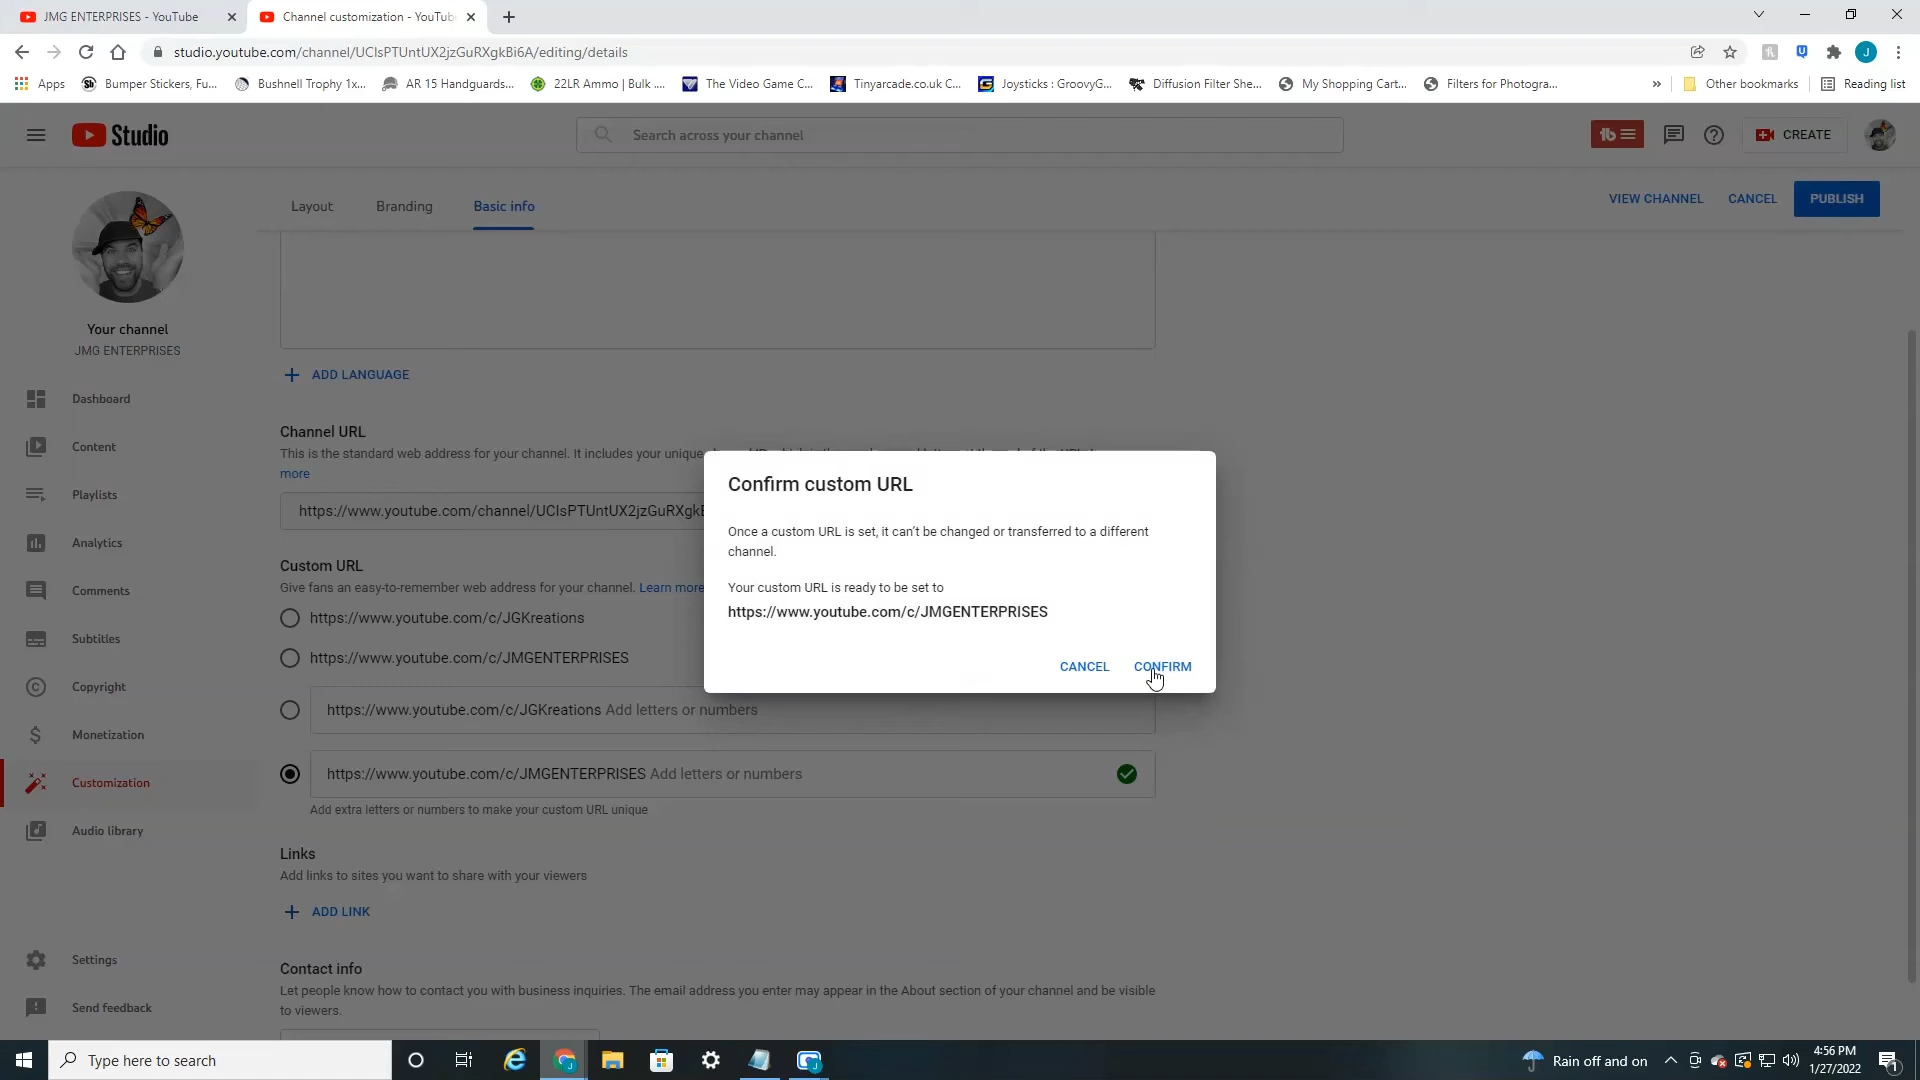 JMG ENTERPRISES - YouTube
Channel customization - YouTub
studio.youtube.com/channel/UCIsPTUntUX2jzGuRXgkBi6A/editing/details
Apps
Bumper Stickers, Fu...
Bushnell Trophy 1x...
AR 15 Handguards...
22LR Ammo | Bulk ....
The Video Game C...
Tinyarcade.co.uk C...
Joysticks : GroovyG...
Diffusion Filter She...
My Shopping Cart...
Filters for Photogra...
»
Other bookmarks
Reading list
Studio
Search across your channel
CREATE
Layout
Branding
Basic info
VIEW CHANNEL
CANCEL
PUBLISH
Your channel
JMG ENTERPRISES
Dashboard
Content
Playlists
Analytics
Comments
Subtitles
Copyright
Monetization
Customization
Audio library
Settings
Send feedback
ADD LANGUAGE
Channel URL
This is the standard web address for your channel. It includes your unique
more
https://www.youtube.com/channel/UCIsPTUntUX2jzGuRXgkB
Custom URL
Give fans an easy-to-remember web address for your channel. Learn more
https://www.youtube.com/c/JGKreations
https://www.youtube.com/c/JMGENTERPRISES
https://www.youtube.com/c/JGKreations Add letters or numbers
https://www.youtube.com/c/JMGENTERPRISES Add letters or numbers
Add extra letters or numbers to make your custom URL unique
Links
Add links to sites you want to share with your viewers
ADD LINK
Contact info
Let people know how to contact you with business inquiries. The email address you enter may appear in the About section of your channel and be visible
to viewers.
Confirm custom URL
Once a custom URL is set, it can't be changed or transferred to a different
channel.
Your custom URL is ready to be set to
https://www.youtube.com/c/JMGENTERPRISES
CANCEL
CONFIRM
Type here to search
Rain off and on
4:56 PM
1/27/2022